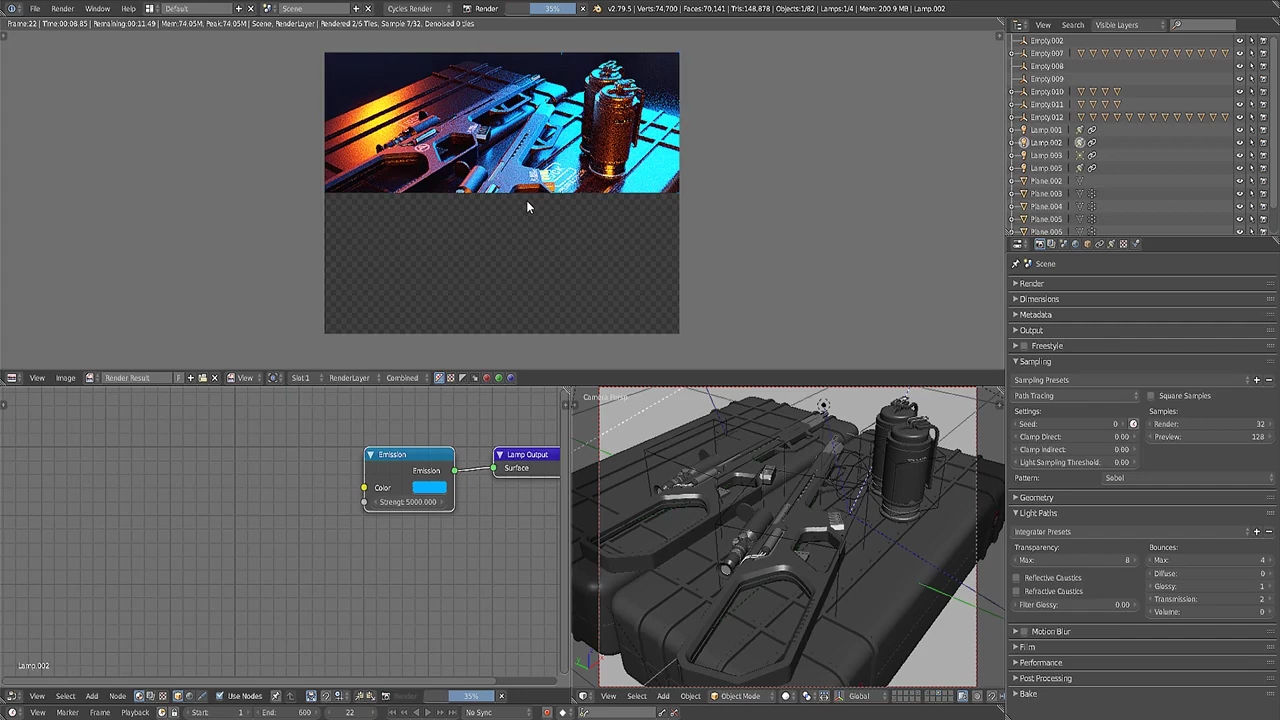 File Render Window Help Default Scene Cycles Render Render 35% v2.79.5 | Verts:74,700 | Faces:70,141 | Tris:148,878 | Objects:1/82 | Lamps:1/4 | Mem: 200.9 MB | Lamp.002
Frame:22 | Time:00:08.85 | Remaining:00:11.49 | Mem:74.05M, Peak:74.05M | Scene, RenderLayer | Rendered 2/6 Tiles, Sample 7/32, Denoised 0 tiles
View Search Visible Layers
Empty.002
Empty.007
Empty.008
Empty.009
Empty.010
Empty.011
Empty.012
Lamp.001
Lamp.002
Lamp.003
Lamp.005
Plane.002
Plane.003
Plane.004
Plane.005
Plane.006
Scene
Render
Dimensions
Metadata
Output
Freestyle
Sampling
Sampling Presets
Path Tracing Square Samples
Settings: Samples:
Seed: 0 Render: 32
Clamp Direct: 0.00 Preview: 128
Clamp Indirect: 0.00
Light Sampling Threshold: 0.00
Pattern: Sobol
Geometry
Light Paths
Integrator Presets
Transparency: Bounces:
Max: 8 Max: 4
Diffuse: 0
Reflective Caustics Glossy: 1
Refractive Caustics Transmission: 2
Filter Glossy: 0.00 Volume: 0
Motion Blur
Film
Performance
Post Processing
Bake
View Image Render Result F View Slot 1 RenderLayer Combined
Camera Persp
Emission
Emission
Color
Strengt: 5000.000
Lamp Output
Surface
Lamp.002
View Select Add Node Use Nodes Render 35%
View Select Add Object Object Mode Global
View Marker Frame Playback Start: 1 End: 600 22 No Sync